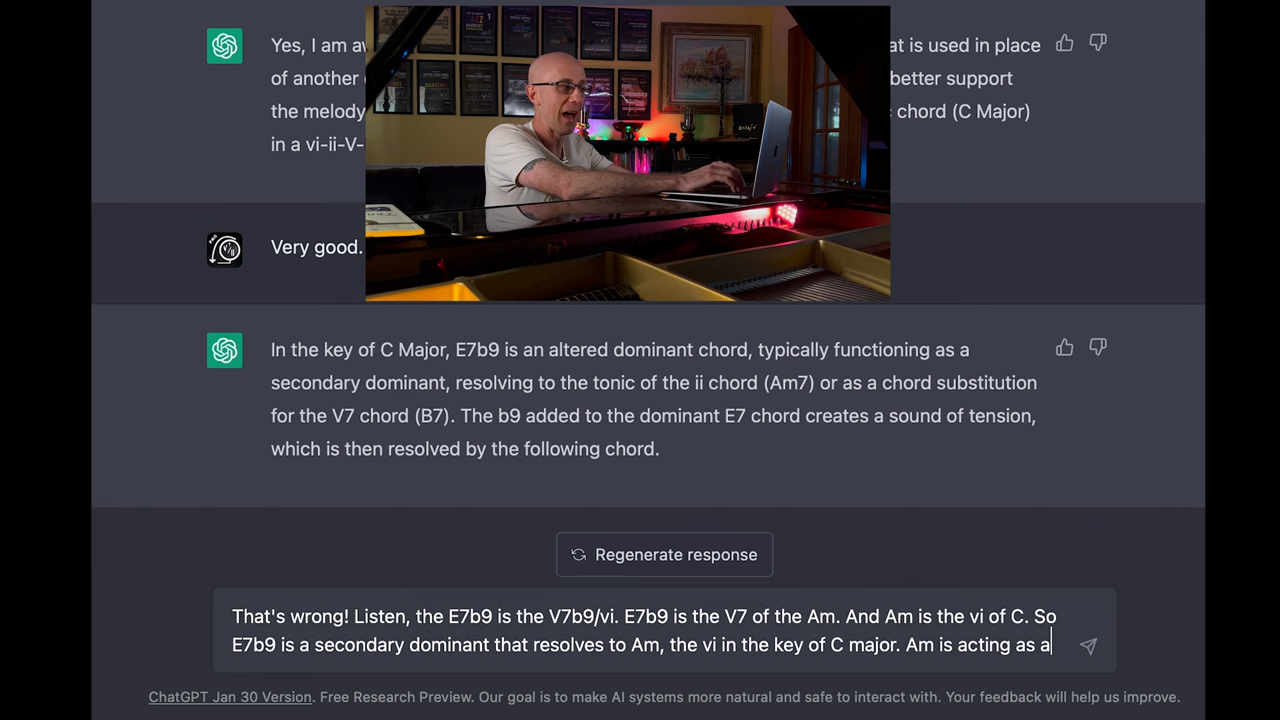 Yes, I am
at is used in place
of another
better support
the melody
chord (C Major)
in a vi-ii-V-
Very good.
In the key of C Major, E7b9 is an altered dominant chord, typically functioning as a
secondary dominant, resolving to the tonic of the ii chord (Am7) or as a chord substitution
for the V7 chord (B7). The b9 added to the dominant E7 chord creates a sound of tension,
which is then resolved by the following chord.
Regenerate response
That's wrong! Listen, the E7b9 is the V7b9/vi. E7b9 is the V7 of the Am. And Am is the vi of C. So
E7b9 is a secondary dominant that resolves to Am, the vi in the key of C major. Am is acting as a
ChatGPT Jan 30 Version. Free Research Preview. Our goal is to make AI systems more natural and safe to interact with. Your feedback will help us improve.